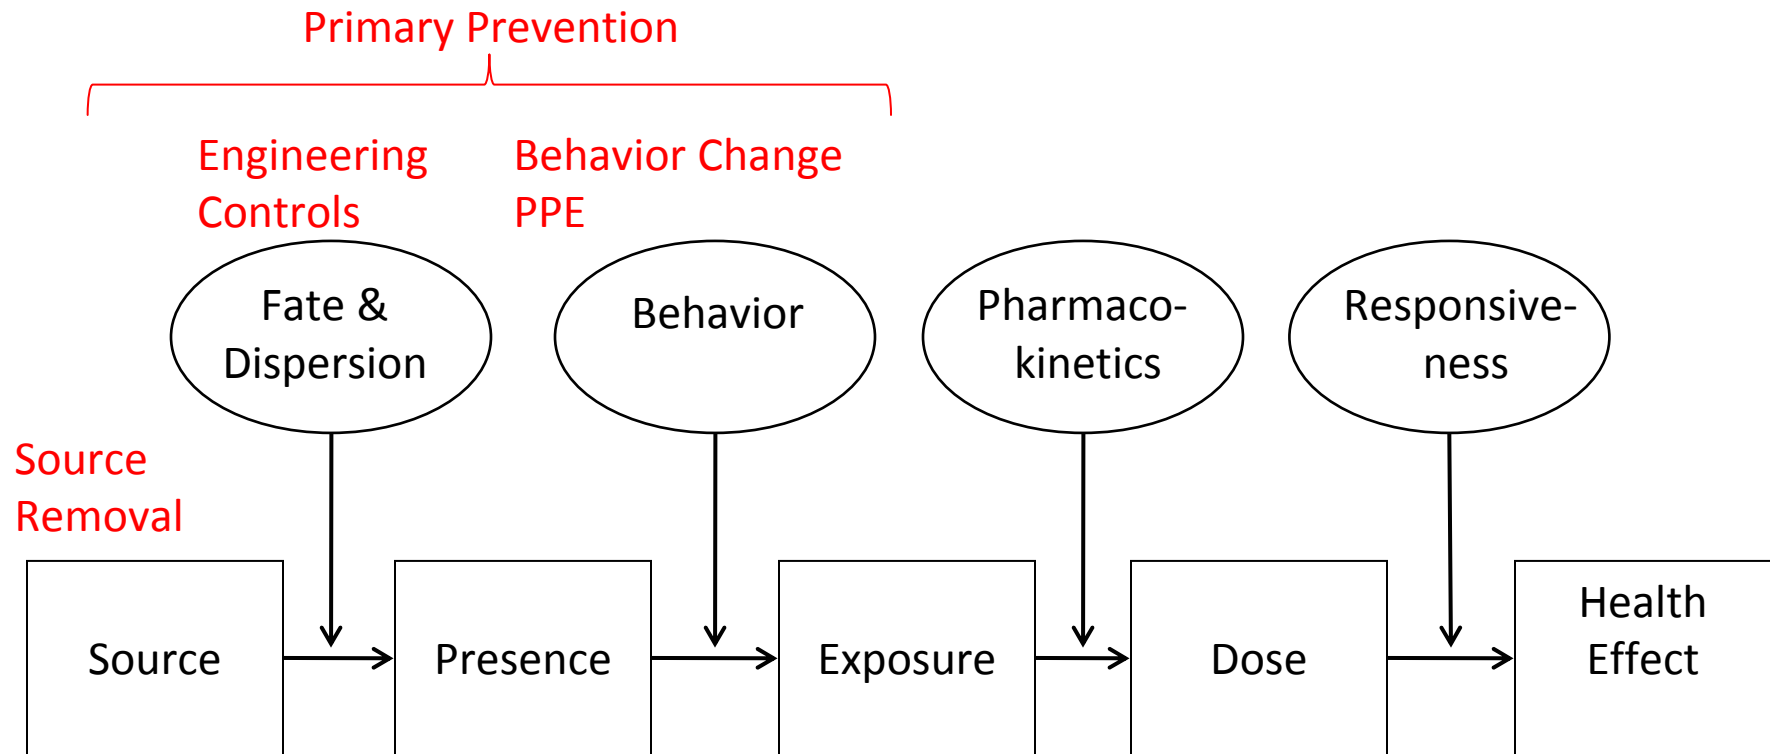 Primary Prevention
Engineering
Controls
Behavior Change
PPE
Fate &
Dispersion
Behavior
Pharmaco-
kinetics
Responsive-
ness
Source
Removal
Source
Presence
Exposure
Dose
Health
Effect